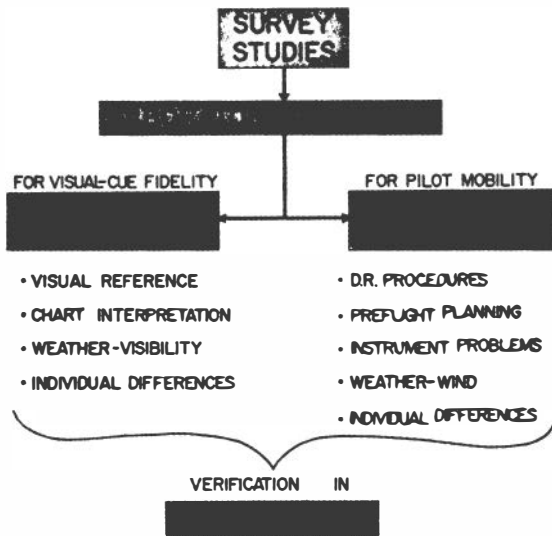 SURVEY
STUDIES
FOR VISUAL-CUE FIDELITY
FOR PILOT MOBILITY
• VISUAL REFERENCE
• CHART INTERPRETATION
• WEATHER-VISIBILITY
• INDIVIDUAL DIFFERENCES
• D.R. PROCEDURES
• PREFLIGHT PLANNING
• INSTRUMENT PROBLEMS
• WEATHER-WIND
• INDIVIDUAL DIFFERENCES
VERIFICATION IN